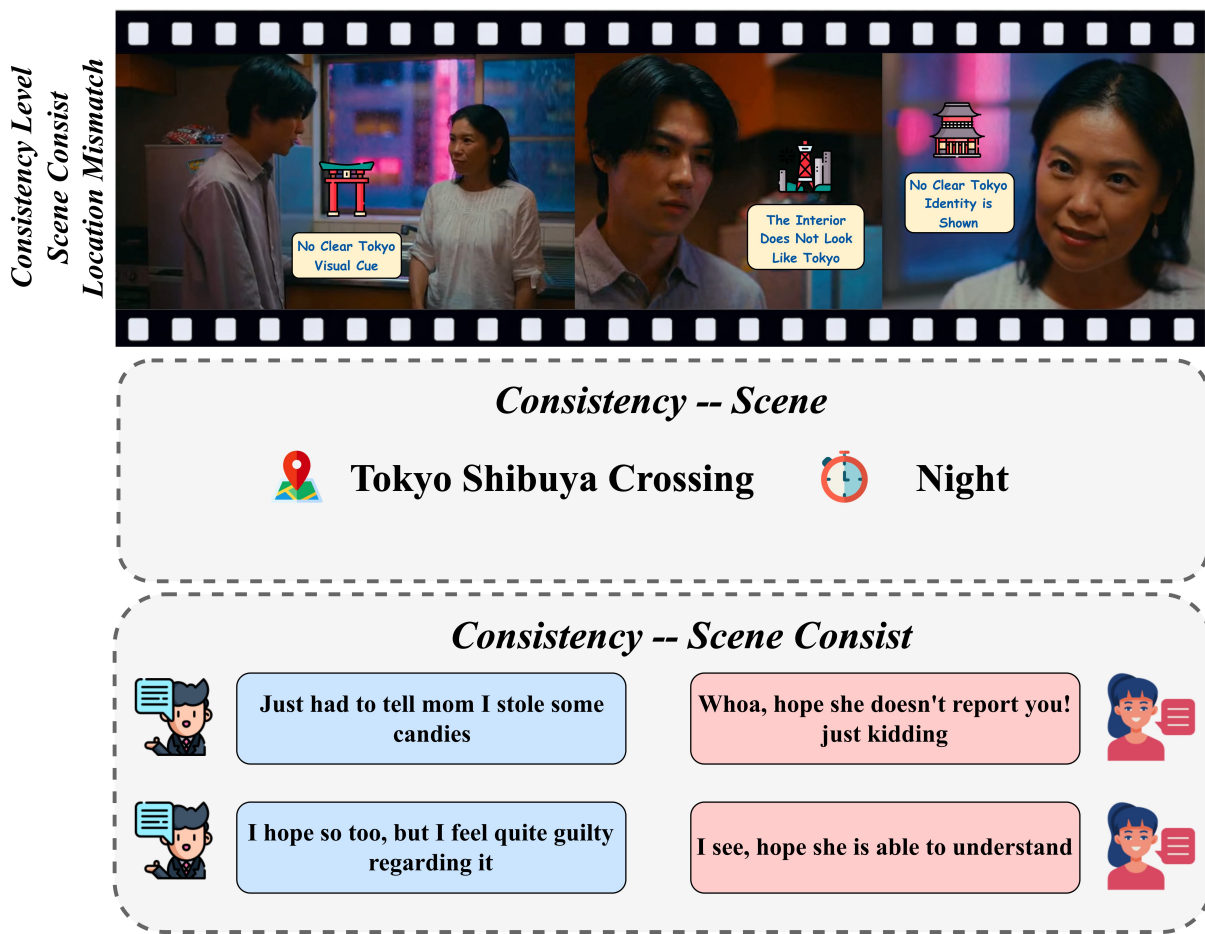 Consistency Level
Scene Consist
Location Mismatch
No Clear Tokyo
Visual Cue
The Interior
Does Not Look
Like Tokyo
No Clear Tokyo
Identity is
Shown
Consistency -- Scene
Tokyo Shibuya Crossing
Night
Consistency -- Scene Consist
Just had to tell mom I stole some
candies
Whoa, hope she doesn't report you!
just kidding
I hope so too, but I feel quite guilty
regarding it
I see, hope she is able to understand